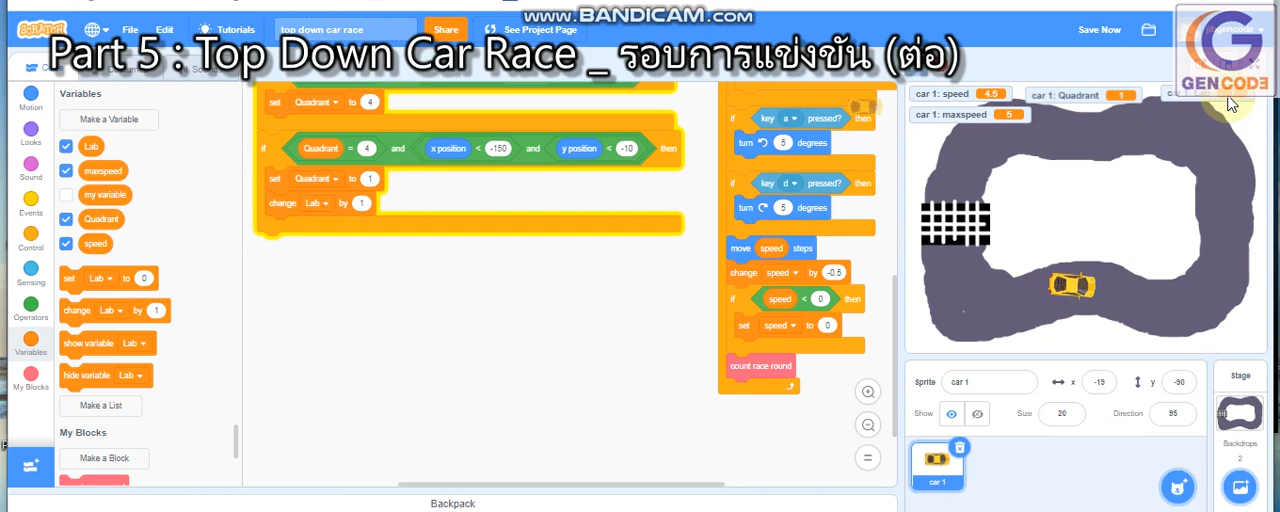 www.BANDICAM.com
SCRATCH File Edit Tutorials top down car race Share See Project Page Save Now
Part 5 : Top Down Car Race _ รอบการแข่งขัน (ต่อ)
GENCODE
Motion
Looks
Sound
Events
Control
Sensing
Operators
Variables
My Blocks
Variables
Make a Variable
Lab
maxspeed
my variable
Quadrant
speed
set Lab to 0
change Lab by 1
show variable Lab
hide variable Lab
Make a List
My Blocks
Make a Block
set Quadrant to 4
if Quadrant = 4 and x position < -150 and y position < -10 then
set Quadrant to 1
change Lab by 1
if key a pressed? then
turn 5 degrees
if key d pressed? then
turn 5 degrees
move speed steps
change speed by -0.5
if speed < 0 then
set speed to 0
count race round
car 1: speed 4.5
car 1: Quadrant 1
car 1: maxspeed 5
Sprite car 1 x -19 y -90
Show Size 20 Direction 95
car 1
Stage
Backdrops
2
Backpack